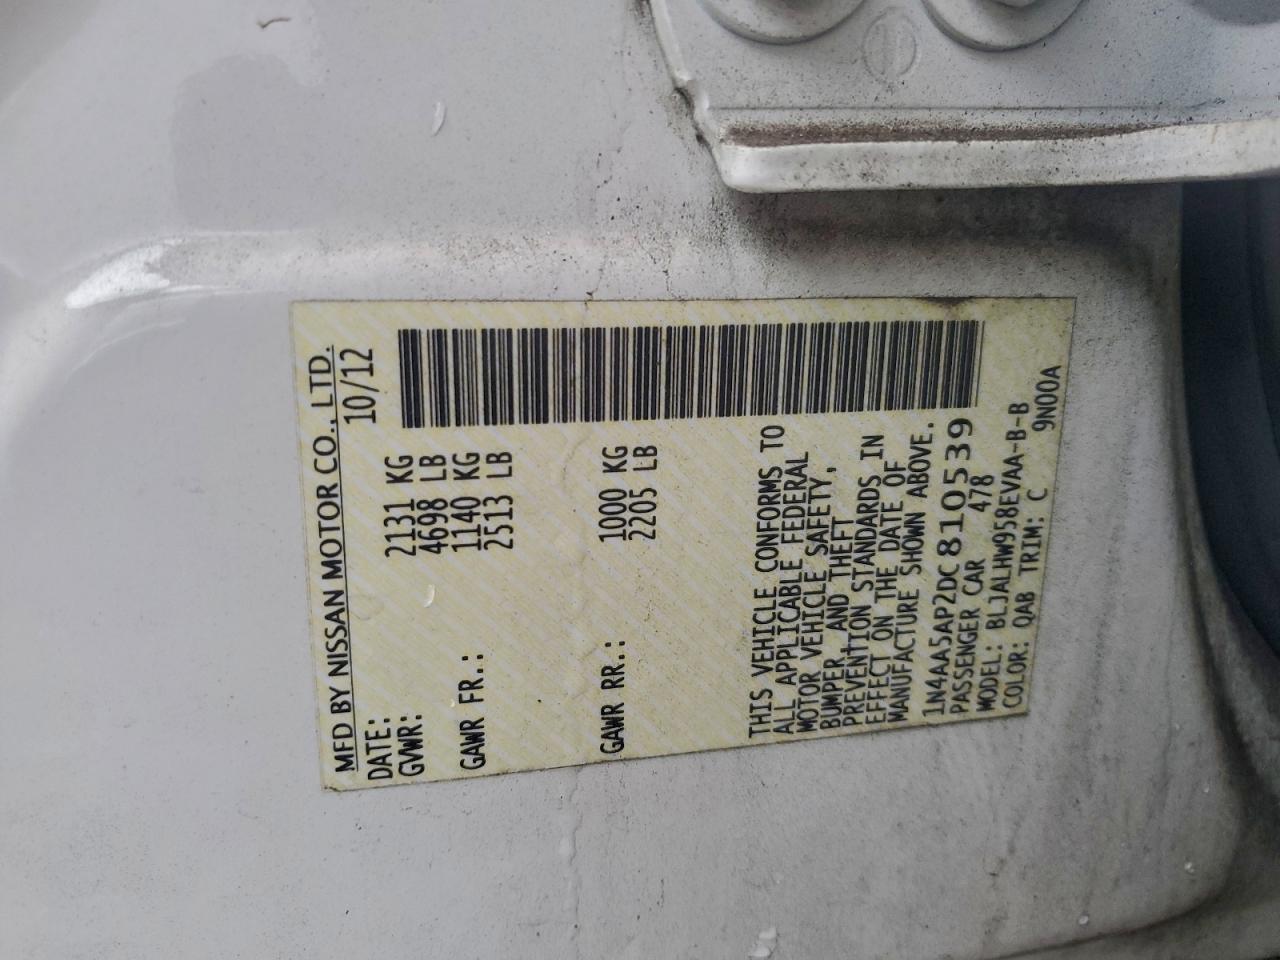 MFD BY NISSAN MOTOR CO., LTD.
DATE: 10/12
GVWR: 2131 KG
4698 LB
GAWR FR.: 1140 KG
2513 LB
GAWR RR.: 1000 KG
2205 LB
THIS VEHICLE CONFORMS TO
ALL APPLICABLE FEDERAL
MOTOR VEHICLE SAFETY,
BUMPER, AND THEFT
PREVENTION STANDARDS IN
EFFECT ON THE DATE OF
MANUFACTURE SHOWN ABOVE.
1N4AA5AP2DC810539
PASSENGER CAR 478
MODEL: BLJALHW958EVAA-B-B
COLOR: QAB TRIM: C 9N00A